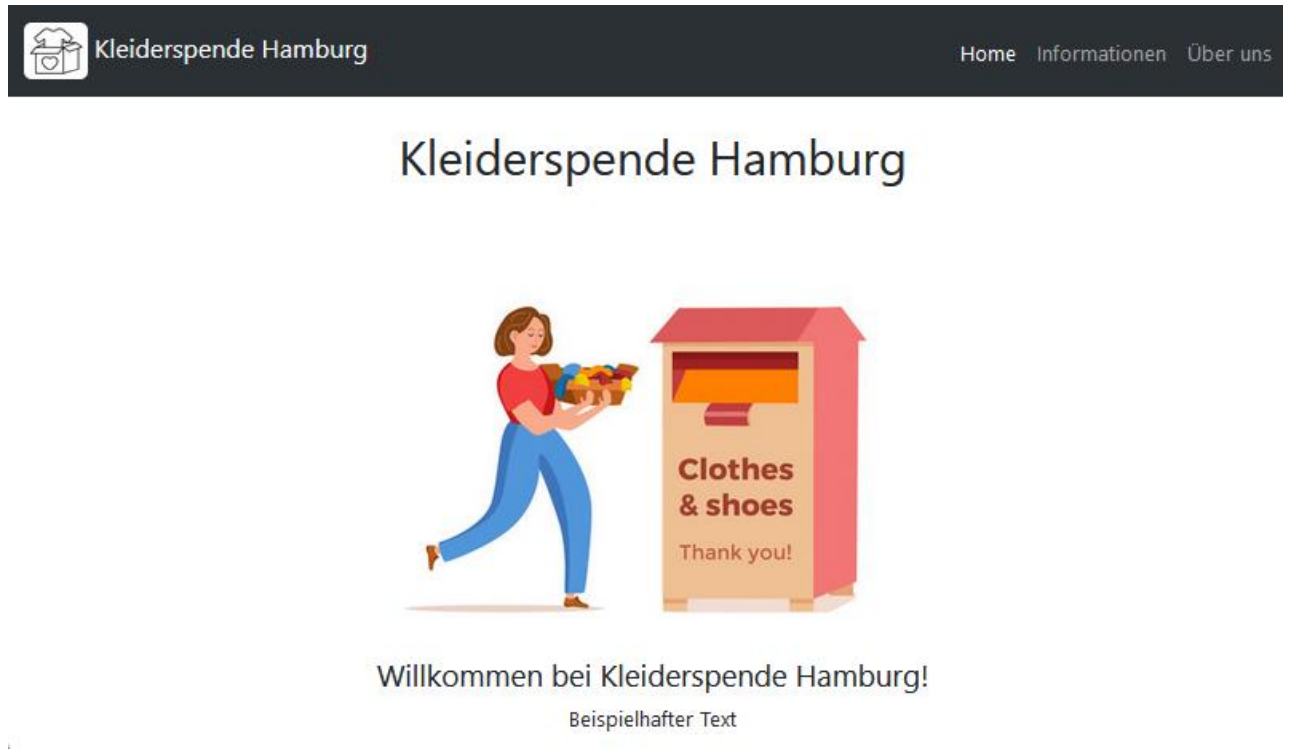 Kleiderspende Hamburg
Home Informationen Über uns
Kleiderspende Hamburg
Clothes
& shoes
Thank you!
Willkommen bei Kleiderspende Hamburg!
Beispielhafter Text